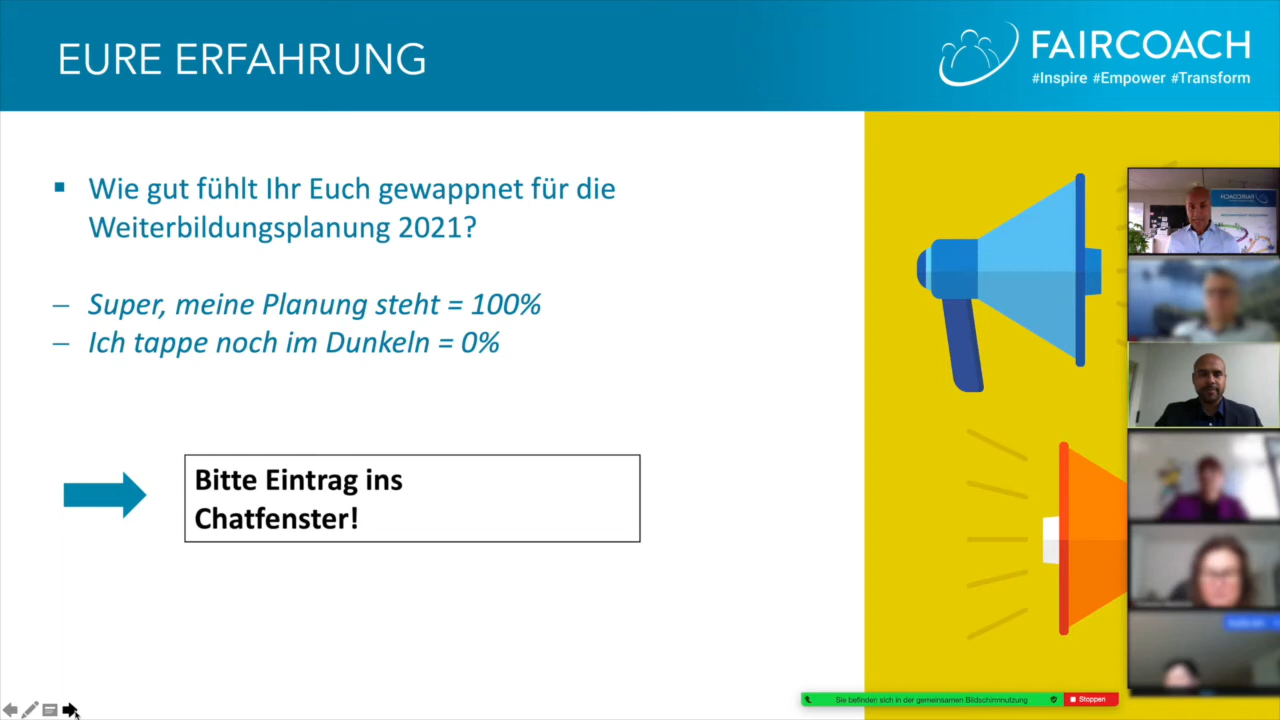 EURE ERFAHRUNG
FAIRCOACH
#Inspire #Empower #Transform
Wie gut fühlt Ihr Euch gewappnet für die
Weiterbildungsplanung 2021?
– Super, meine Planung steht = 100%
– Ich tappe noch im Dunkeln = 0%
Bitte Eintrag ins
Chatfenster!
FAIRCOACH
Sie befinden sich in der gemeinsamen Bildschirmnutzung
Stoppen